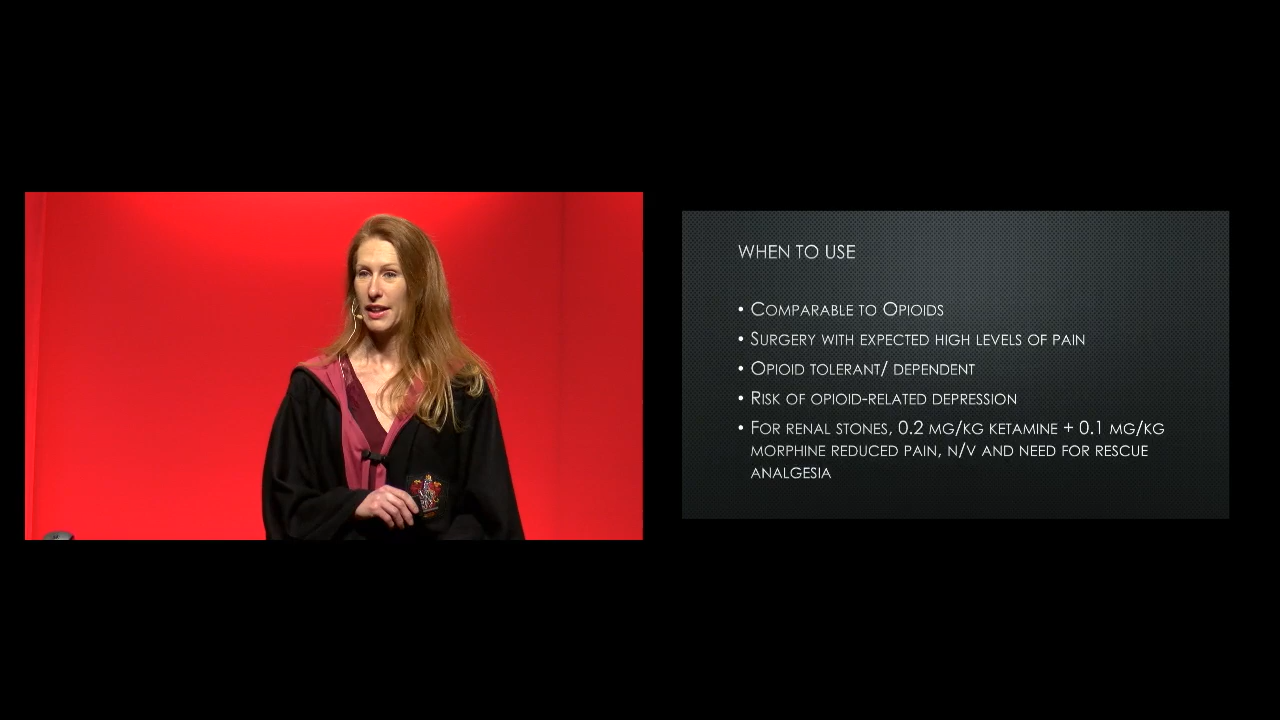 WHEN TO USE
• COMPARABLE TO OPIOIDS
• SURGERY WITH EXPECTED HIGH LEVELS OF PAIN
• OPIOID TOLERANT/ DEPENDENT
• RISK OF OPIOID-RELATED DEPRESSION
• FOR RENAL STONES, 0.2 MG/KG KETAMINE + 0.1 MG/KG
MORPHINE REDUCED PAIN, N/V AND NEED FOR RESCUE
ANALGESIA